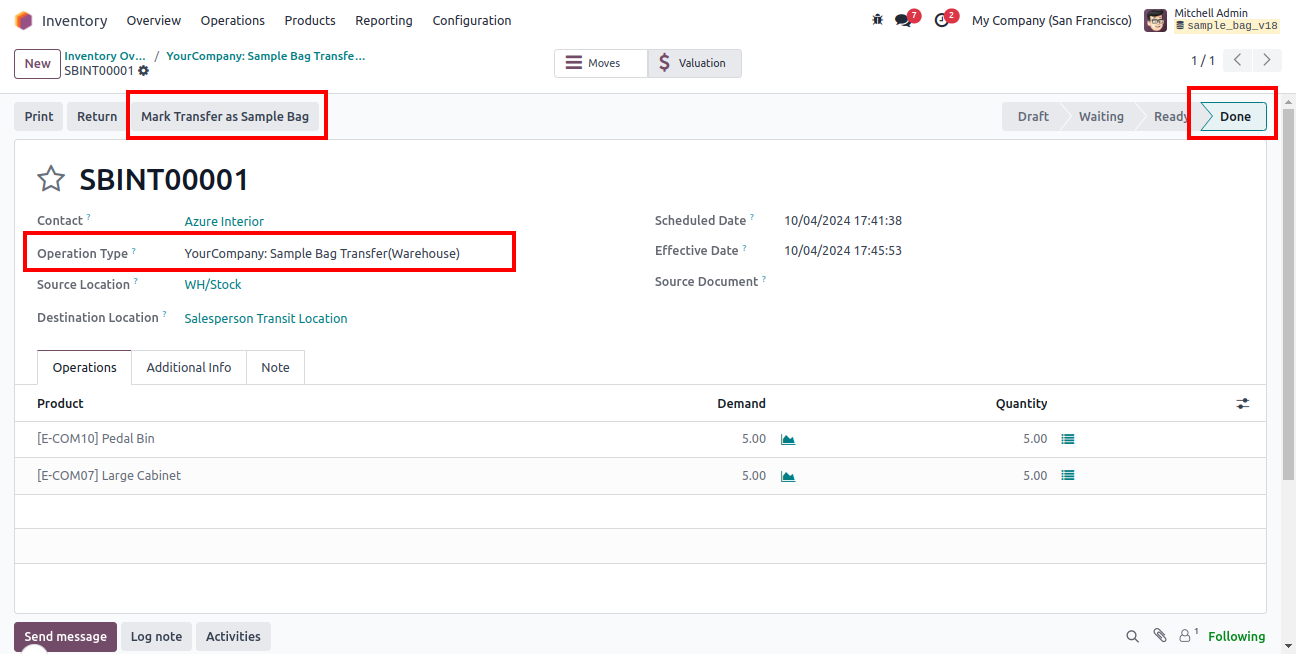 Inventory Overview Operations Products Reporting Configuration 7 2 My Company (San Francisco) Mitchell Admin
sample_bag_v18
New Inventory Ov... / YourCompany: Sample Bag Transfe...
SBINT00001
Moves $ Valuation 1 / 1
Print Return Mark Transfer as Sample Bag Draft Waiting Ready Done
SBINT00001
Contact ? Azure Interior Scheduled Date ? 10/04/2024 17:41:38
Operation Type ? YourCompany: Sample Bag Transfer(Warehouse) Effective Date ? 10/04/2024 17:45:53
Source Location ? WH/Stock Source Document ?
Destination Location ? Salesperson Transit Location
Operations Additional Info Note
Product Demand Quantity
[E-COM10] Pedal Bin 5.00 5.00
[E-COM07] Large Cabinet 5.00 5.00
Send message Log note Activities 1 Following